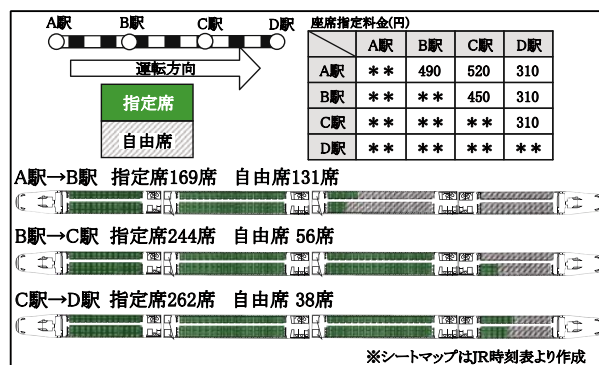 A駅 B駅 C駅 D駅
運転方向
指定席
自由席
座席指定料金(円)
A駅 B駅 C駅 D駅
A駅 ** 490 520 310
B駅 ** ** 450 310
C駅 ** ** ** 310
D駅 ** ** ** **
A駅→B駅 指定席169席 自由席131席
B駅→C駅 指定席244席 自由席 56席
C駅→D駅 指定席262席 自由席 38席
※シートマップはJR時刻表より作成